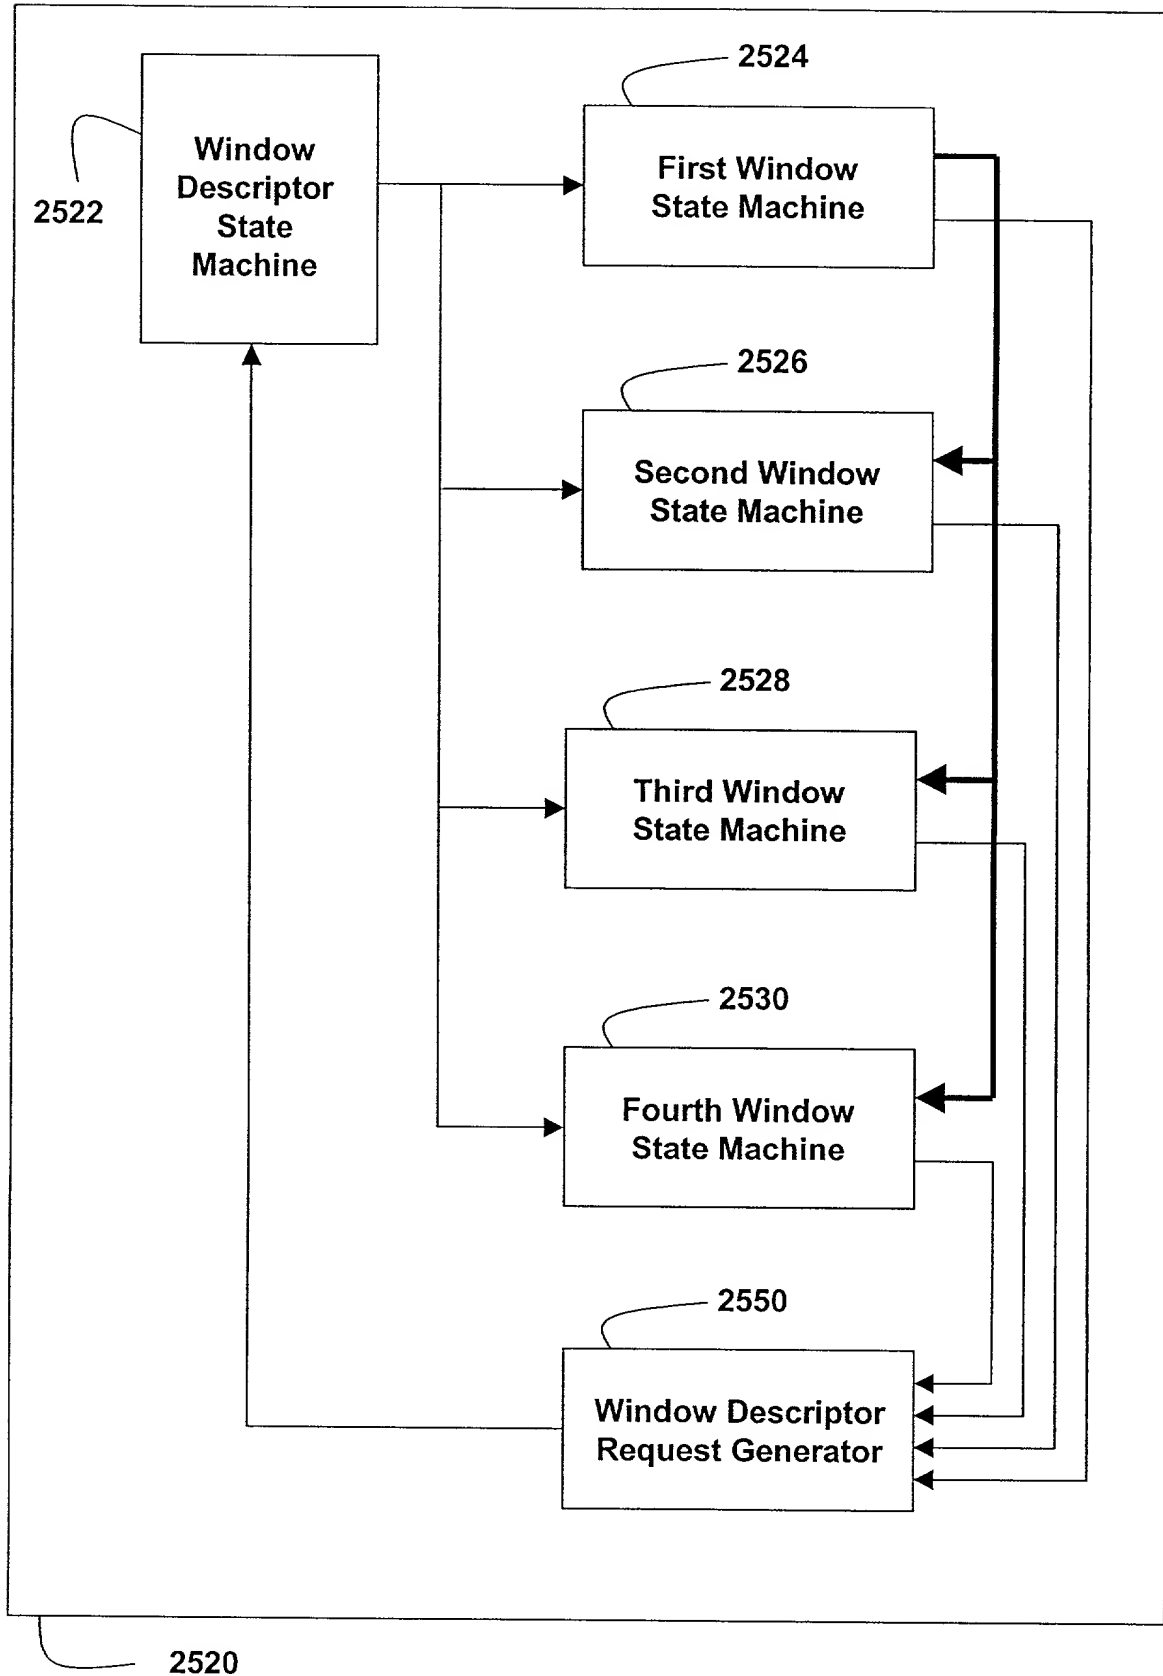 2524
Window
Descriptor
State
Machine
First Window
State Machine
2522
2526
Second Window
State Machine
2528
Third Window
State Machine
2530
Fourth Window
State Machine
2550
Window Descriptor
Request Generator
2520